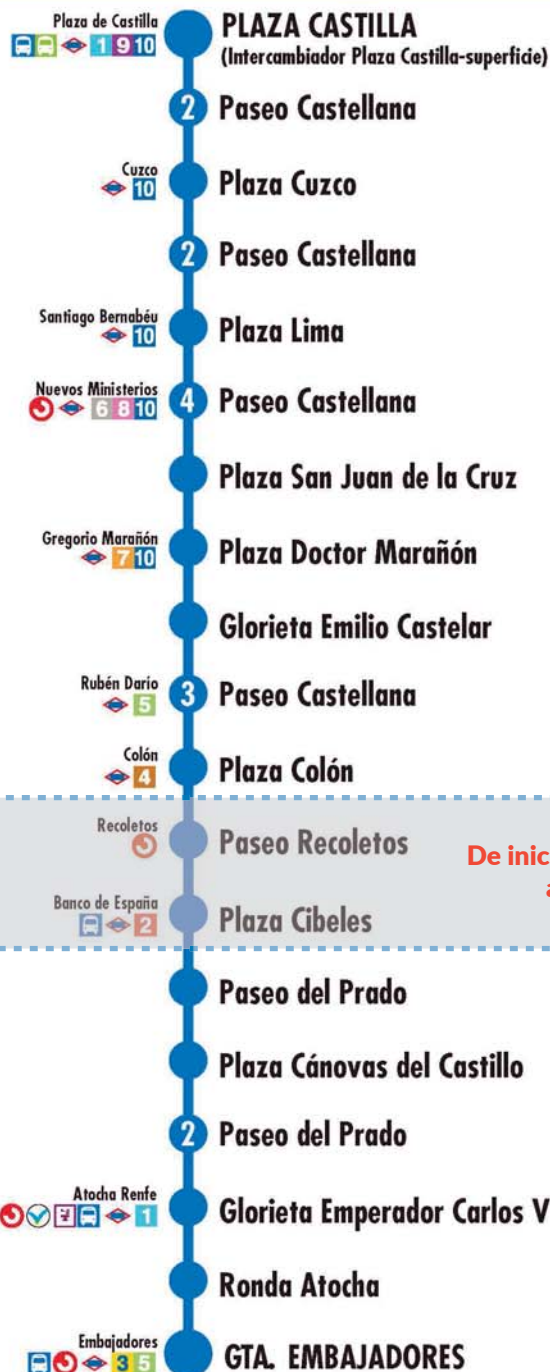 Plaza de Castilla
1 9 10
PLAZA CASTILLA
(Intercambiador Plaza Castilla-superficie)
2 Paseo Castellana
Cuzco
10
Plaza Cuzco
2 Paseo Castellana
Santiago Bernabéu
10
Plaza Lima
Nuevos Ministerios
6 8 10
4 Paseo Castellana
Plaza San Juan de la Cruz
Gregorio Marañón
7 10
Plaza Doctor Marañón
Glorieta Emilio Castelar
Rubén Darío
5
3 Paseo Castellana
Colón
4
Plaza Colón
Recoletos
Paseo Recoletos
De inic
a
Banco de España
2
Plaza Cibeles
Paseo del Prado
Plaza Cánovas del Castillo
2 Paseo del Prado
Atocha Renfe
1
Glorieta Emperador Carlos V
Ronda Atocha
Embajadores
3 5
GTA. EMBAJADORES